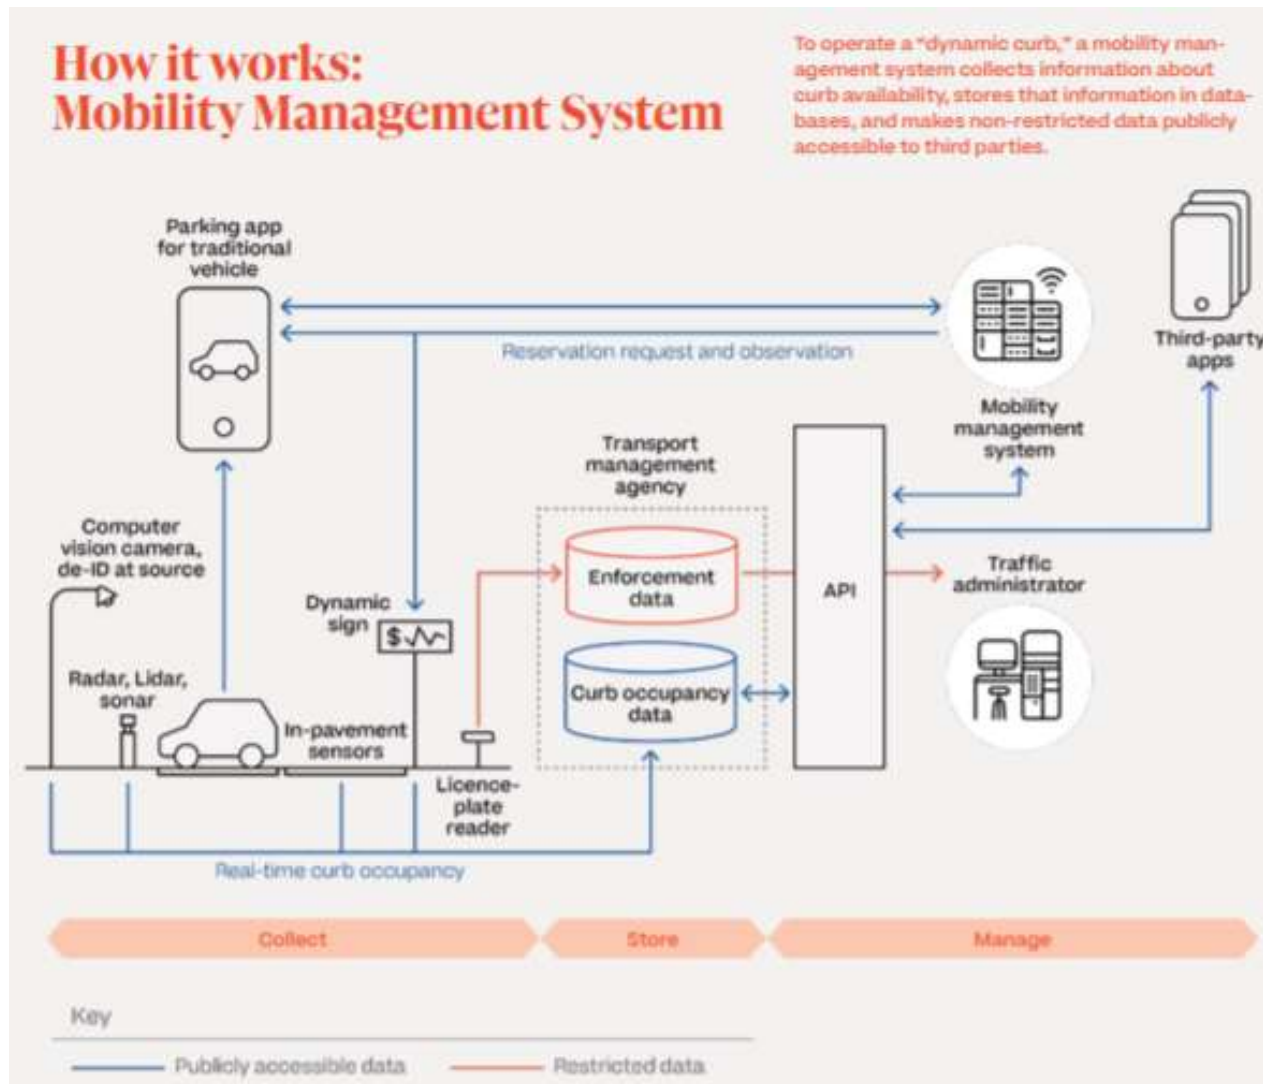 How it works:
Mobility Management System
To operate a “dynamic curb,” a mobility man-
agement system collects information about
curb availability, stores that information in data-
bases, and makes non-restricted data publicly
accessible to third parties.
Parking app
for traditional
vehicle
Reservation request and observation
Third-party
apps
Mobility
management
system
Transport
management
agency
Computer
vision camera,
de-ID at source
Enforcement
data
API
Traffic
administrator
Dynamic
sign
$
Radar, Lidar,
sonar
In-pavement
sensors
Curb occupancy
data
Licence-
plate
reader
Real-time curb occupancy
Collect
Store
Manage
Key
Publicly accessible data
Restricted data